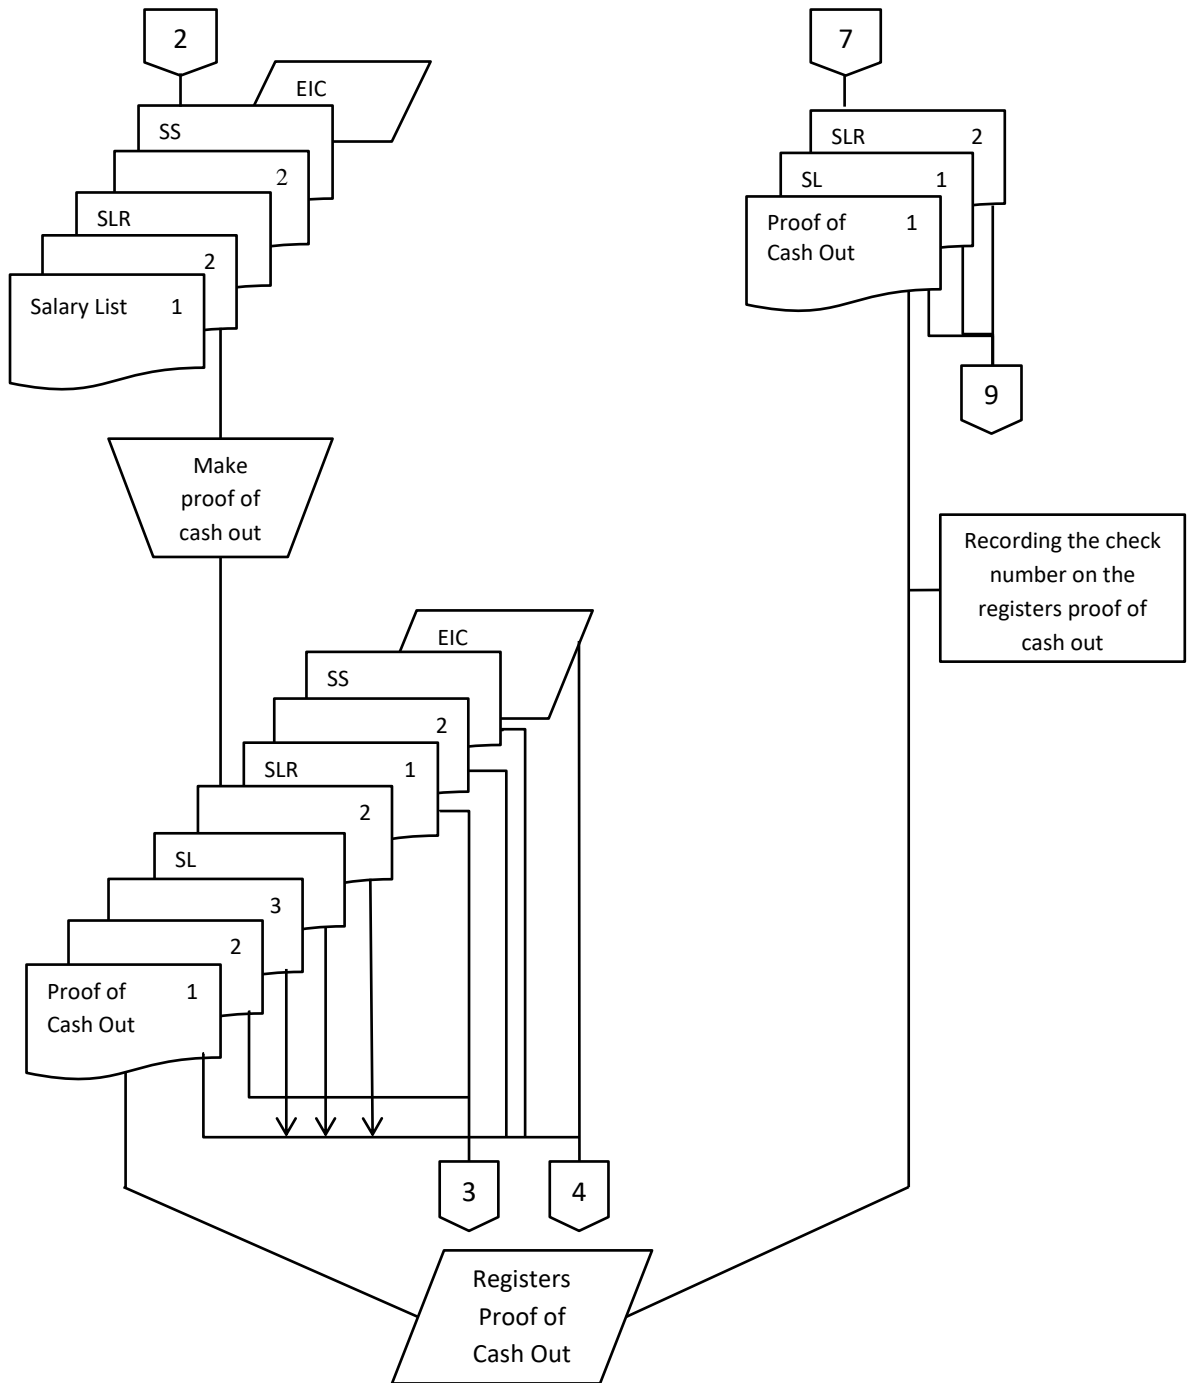 2
EIC
SS
2
SLR
2
Salary List 1
Make
proof of
cash out
EIC
SS
2
SLR 1
2
SL
3
2
Proof of 1
Cash Out
3
4
7
SLR 2
SL 1
Proof of 1
Cash Out
9
Recording the check
number on the
registers proof of
cash out
Registers
Proof of
Cash Out